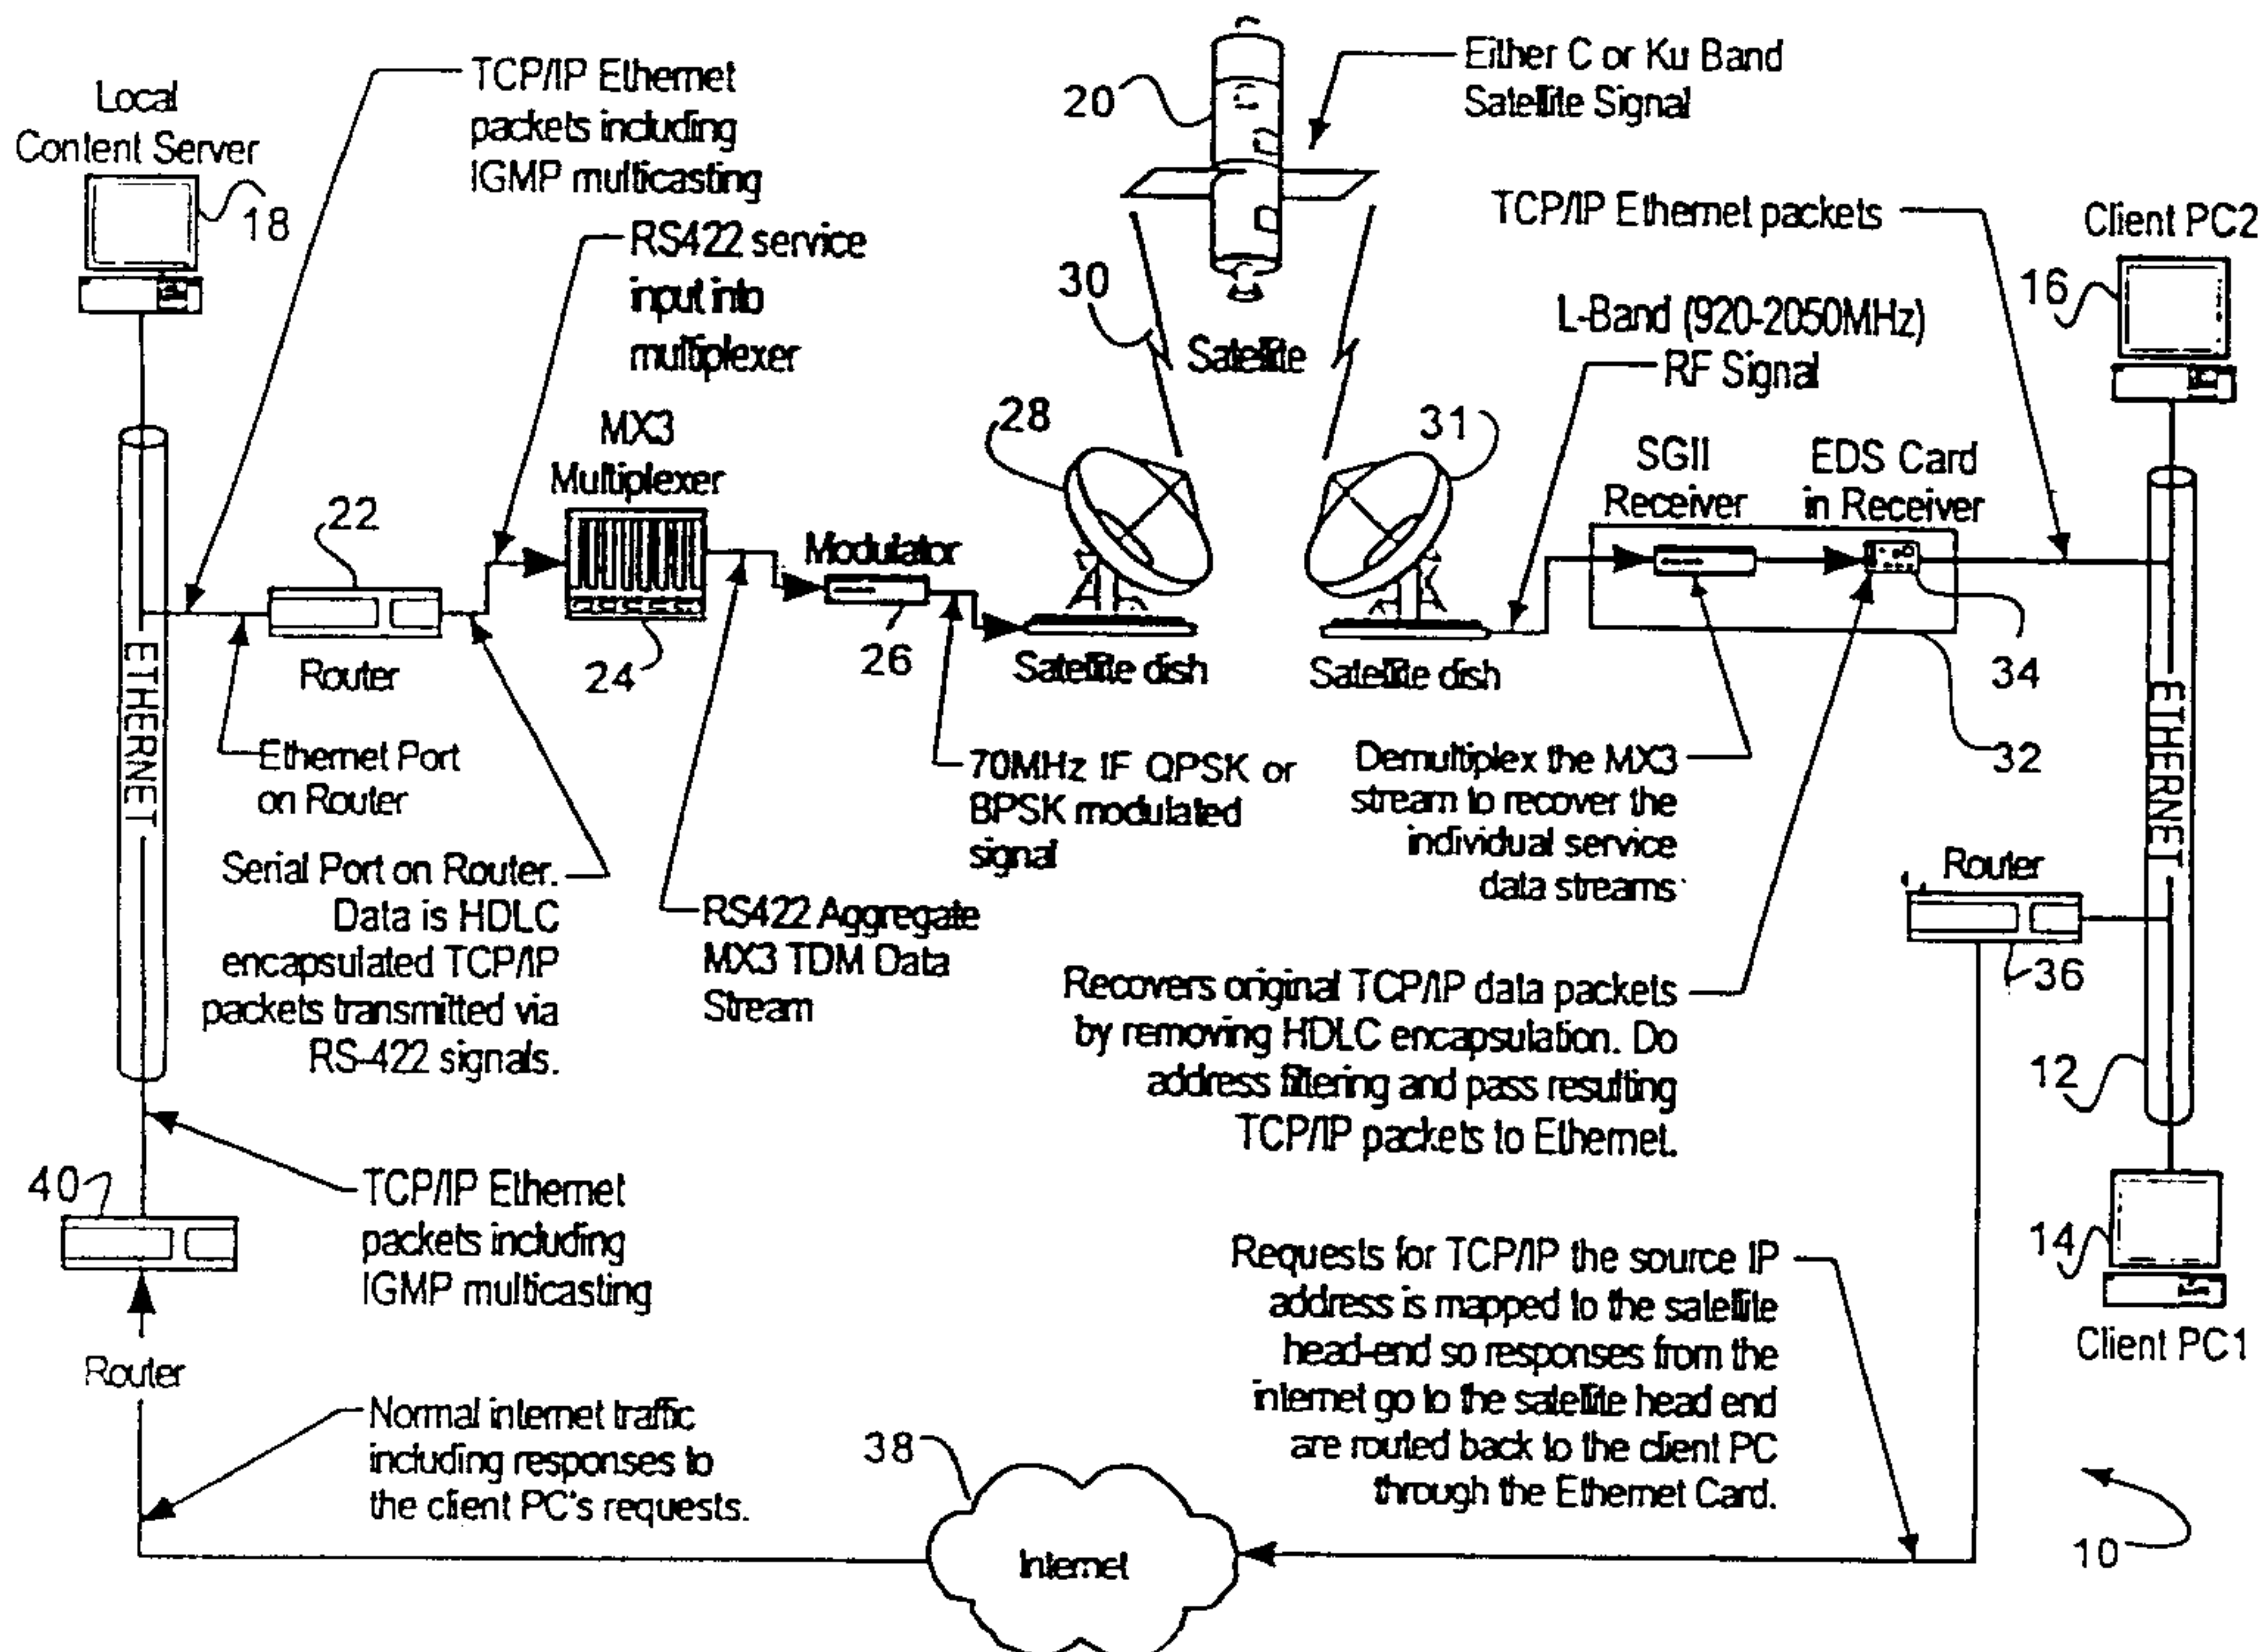 Local
Content Server
18
TCP/IP Ethernet
packets including
IGMP multicasting
RS422 service
input into
multiplexer
20
Either C or Ku Band
Satellite Signal
30
Satellite
TCP/IP Ethernet packets
L-Band (920-2050MHz)
RF Signal
Client PC2
16
22
Router
MX3
Multiplexer
24
Modulator
26
28
Satellite dish
31
Satellite dish
SGII
Receiver
EDS Card
in Receiver
34
32
ETHERNET
ETHERNET
Ethernet Port
on Router
Serial Port on Router.
Data is HDLC
encapsulated TCP/IP
packets transmitted via
RS-422 signals.
70MHz IF QPSK or
BPSK modulated
signal
RS422 Aggregate
MX3 TDM Data
Stream
Demultiplex the MX3
stream to recover the
individual service
data streams
Router
36
Recovers original TCP/IP data packets
by removing HDLC encapsulation. Do
address filtering and pass resulting
TCP/IP packets to Ethernet.
12
40
TCP/IP Ethernet
packets including
IGMP multicasting
Router
14
Client PC1
Requests for TCP/IP the source IP
address is mapped to the satellite
head-end so responses from the
internet go to the satellite head end
are routed back to the client PC
through the Ethernet Card.
Normal internet traffic
including responses to
the client PC's requests.
38
Internet
10